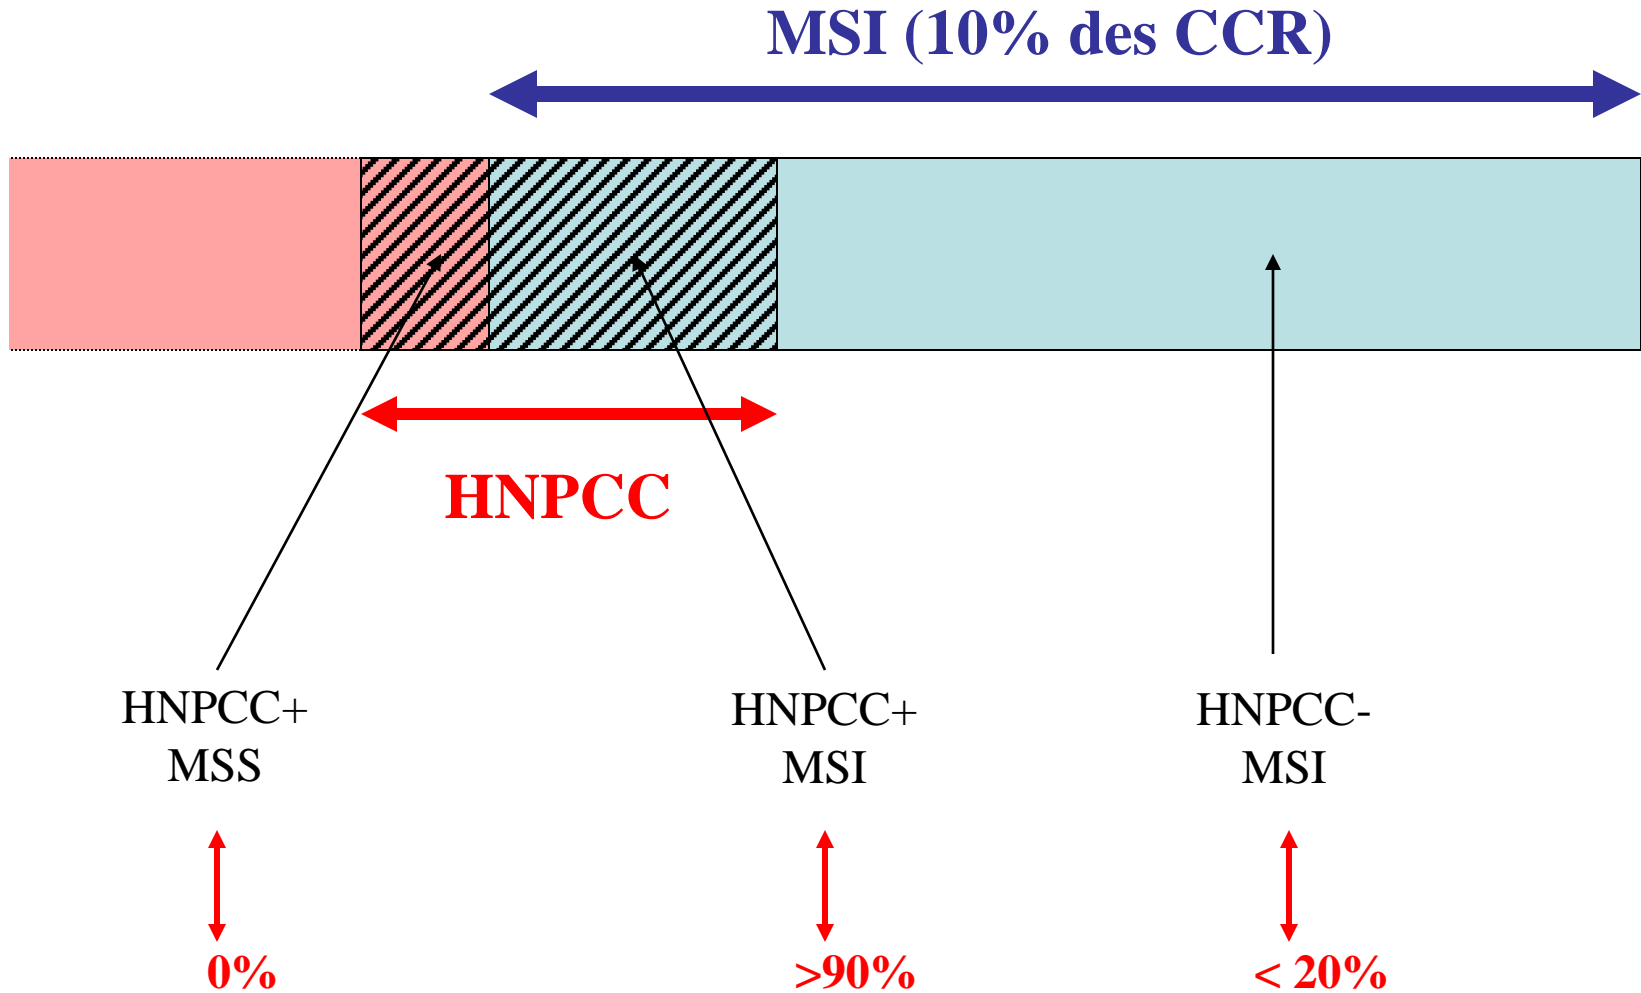 MSI (10% des CCR)
HNPCC
HNPCC+
MSS
HNPCC+
MSI
HNPCC-
MSI
0%
>90%
< 20%